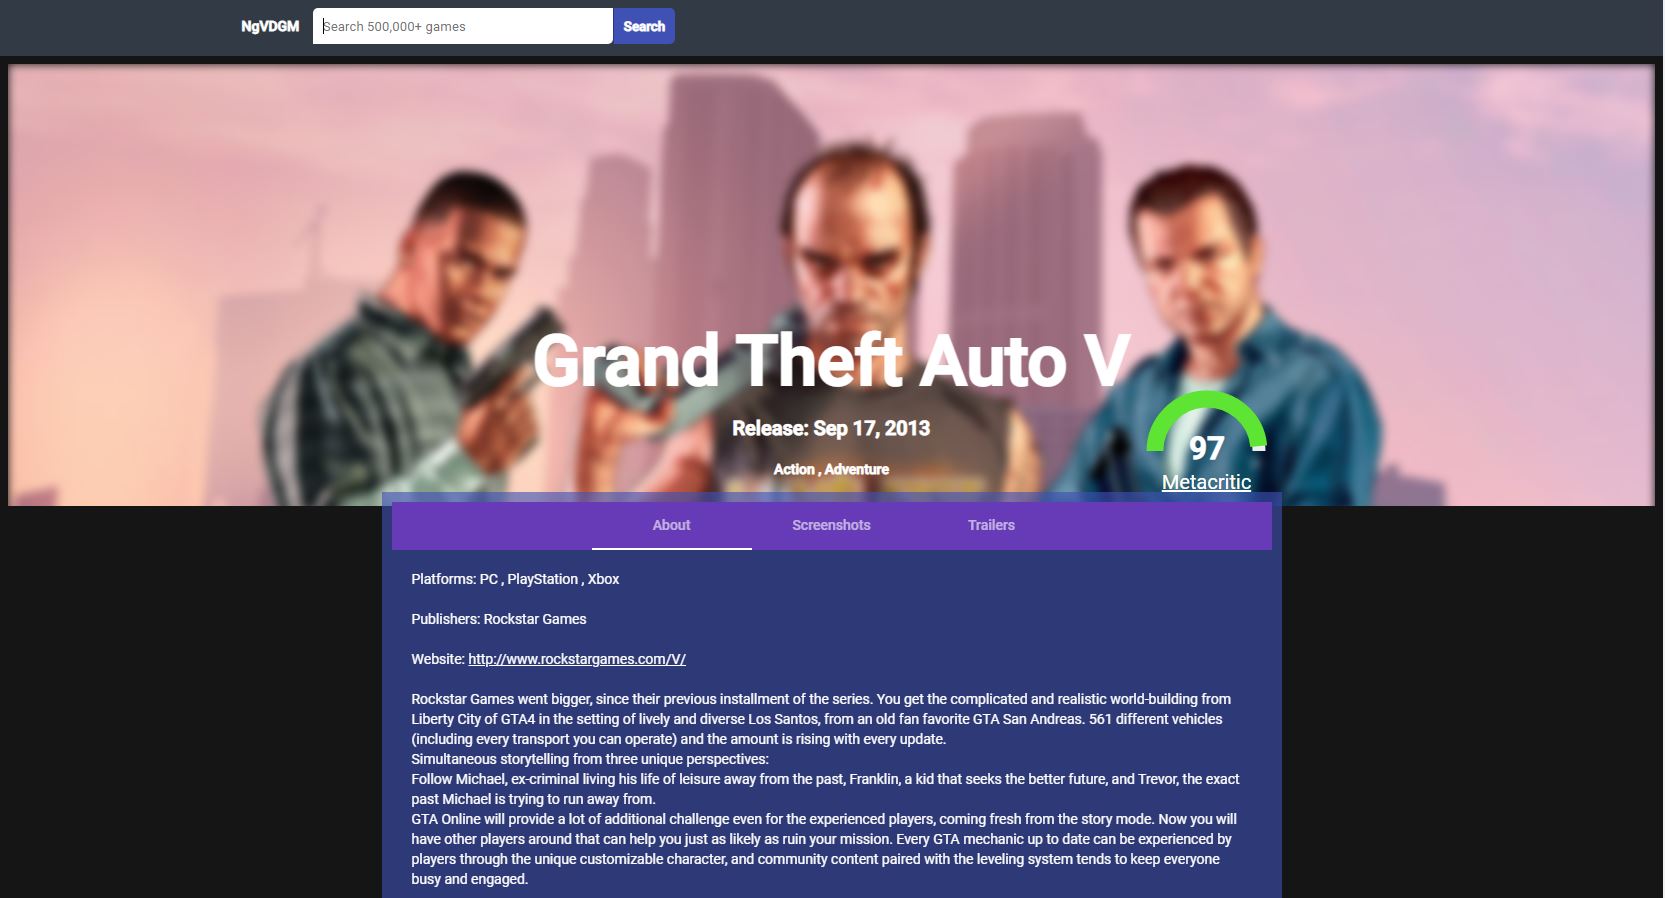 NgVDGM
Search 500,000+ games
Search
Grand Theft Auto V
Release: Sep 17, 2013
Action , Adventure
97
Metacritic
About
Screenshots
Trailers
Platforms: PC , PlayStation , Xbox
Publishers: Rockstar Games
Website: http://www.rockstargames.com/V/
Rockstar Games went bigger, since their previous installment of the series. You get the complicated and realistic world-building from
Liberty City of GTA4 in the setting of lively and diverse Los Santos, from an old fan favorite GTA San Andreas. 561 different vehicles
(including every transport you can operate) and the amount is rising with every update.
Simultaneous storytelling from three unique perspectives:
Follow Michael, ex-criminal living his life of leisure away from the past, Franklin, a kid that seeks the better future, and Trevor, the exact
past Michael is trying to run away from.
GTA Online will provide a lot of additional challenge even for the experienced players, coming fresh from the story mode. Now you will
have other players around that can help you just as likely as ruin your mission. Every GTA mechanic up to date can be experienced by
players through the unique customizable character, and community content paired with the leveling system tends to keep everyone
busy and engaged.